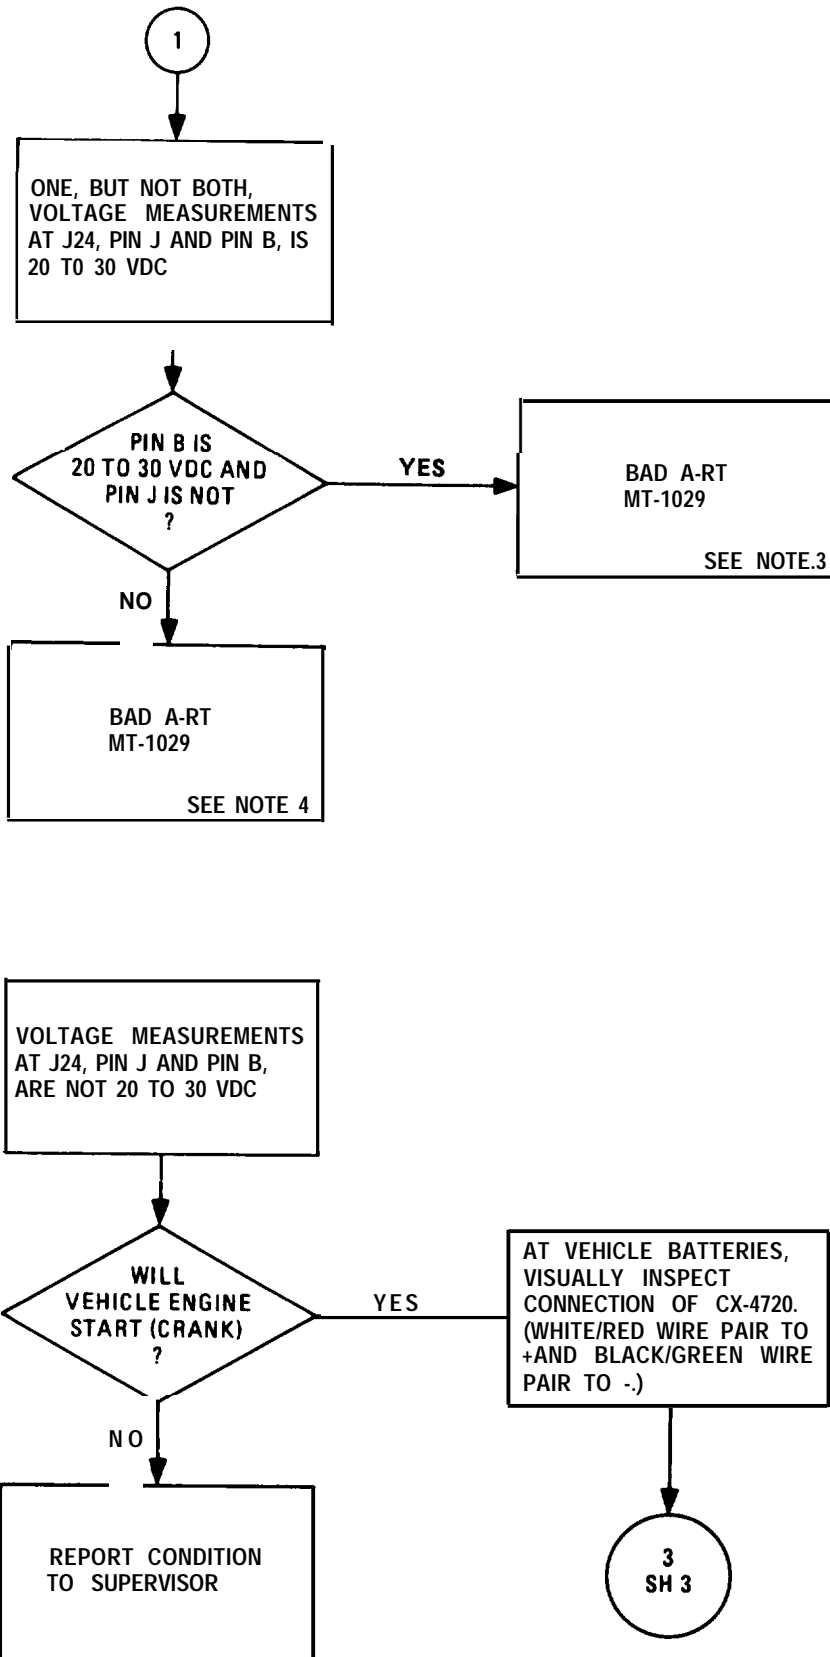 1
ONE, BUT NOT BOTH,
VOLTAGE MEASUREMENTS
AT J24, PIN J AND PIN B, IS
20 TO 30 VDC
PIN B IS
20 TO 30 VDC AND
PIN J IS NOT
?
YES
BAD A-RT
MT-1029
SEE NOTE.3
NO
BAD A-RT
MT-1029
SEE NOTE 4
VOLTAGE MEASUREMENTS
AT J24, PIN J AND PIN B,
ARE NOT 20 TO 30 VDC
WILL
VEHICLE ENGINE
START (CRANK)
?
YES
AT VEHICLE BATTERIES,
VISUALLY INSPECT
CONNECTION OF CX-4720.
(WHITE/RED WIRE PAIR TO
+AND BLACK/GREEN WIRE
PAIR TO -.)
NO
REPORT CONDITION
TO SUPERVISOR
3
SH 3